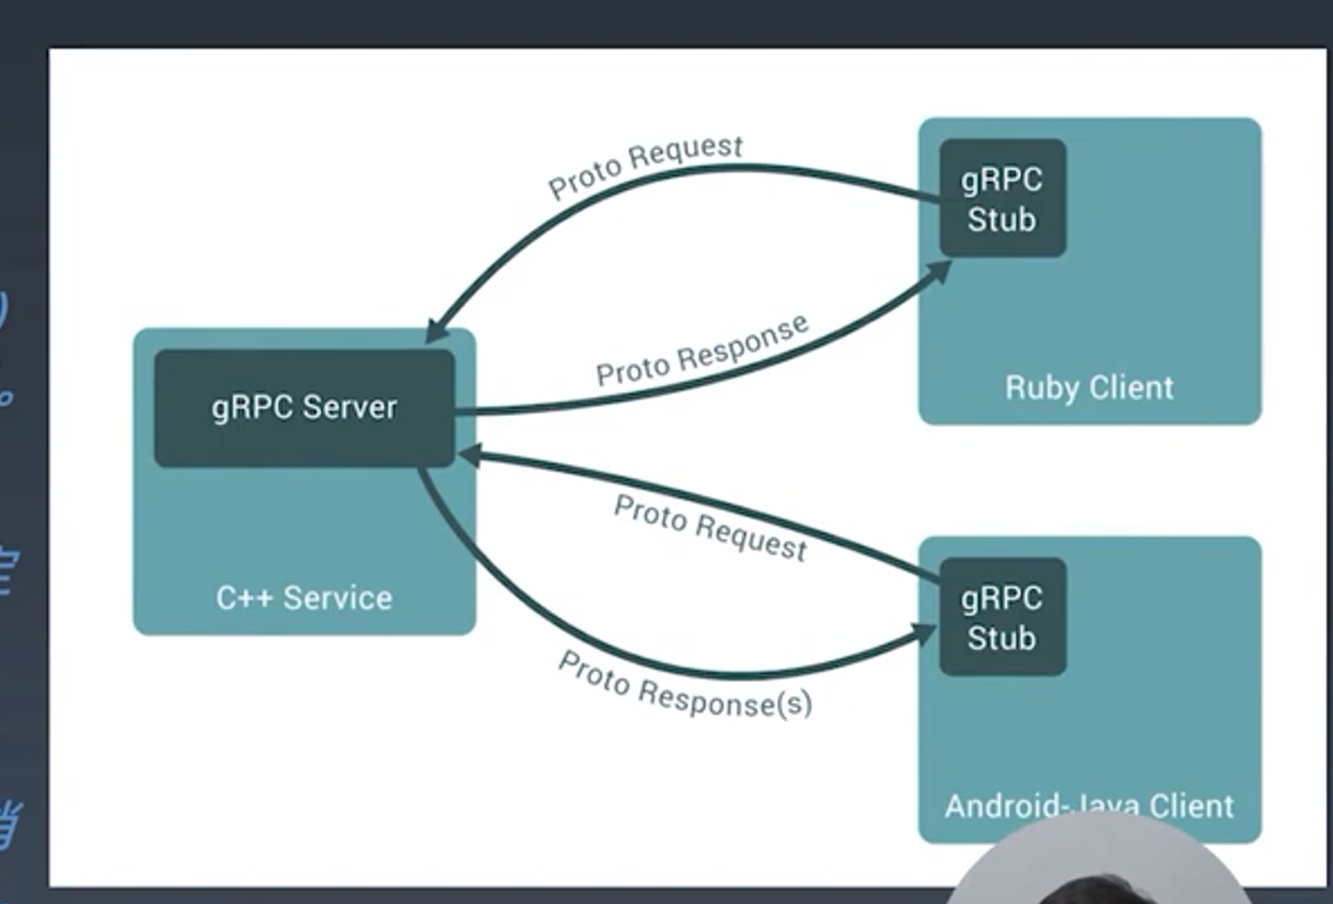 Proto Request
gRPC
Stub
Proto Response
Ruby Client
gRPC Server
C++ Service
Proto Request
gRPC
Stub
Proto Response(s)
Android-Java Client